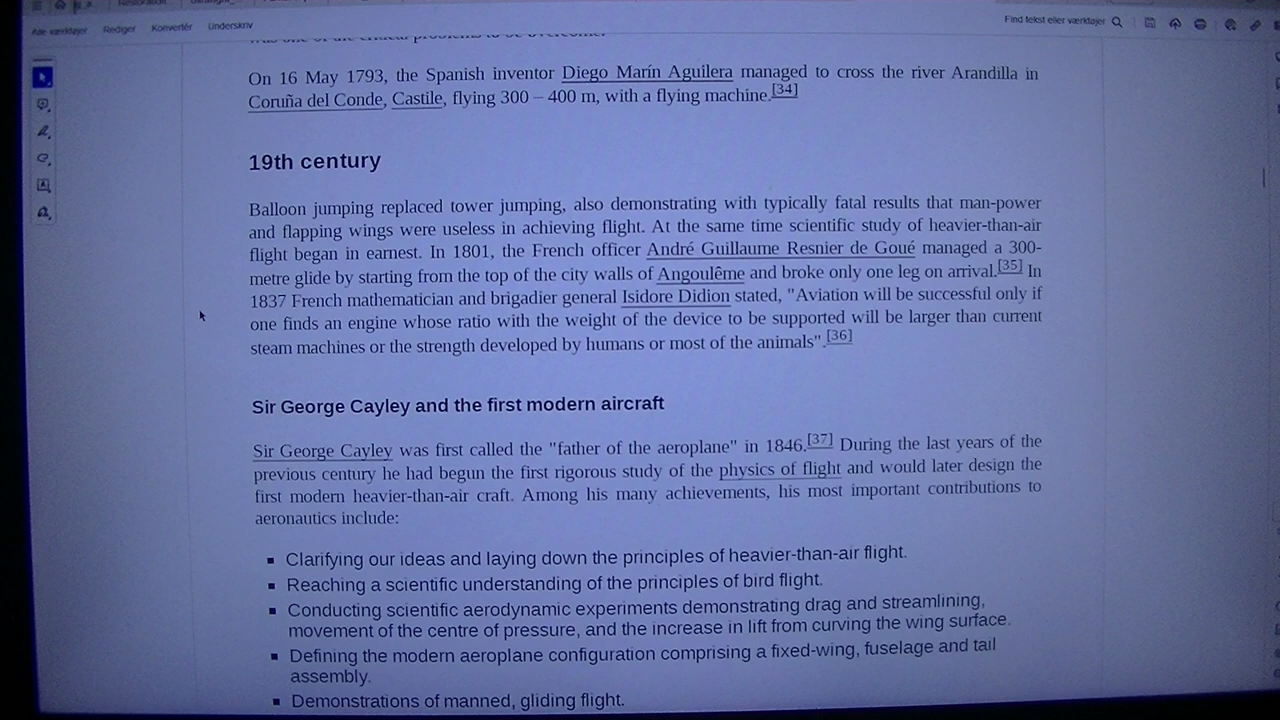 Alle værktøjer Rediger Konvertér Underskriv
Find tekst eller værktøjer
was one of the critical problems to be overcome.
On 16 May 1793, the Spanish inventor Diego Marín Aguilera managed to cross the river Arandilla in
Coruña del Conde, Castile, flying 300 – 400 m, with a flying machine.[34]
19th century
Balloon jumping replaced tower jumping, also demonstrating with typically fatal results that man-power
and flapping wings were useless in achieving flight. At the same time scientific study of heavier-than-air
flight began in earnest. In 1801, the French officer André Guillaume Resnier de Goué managed a 300-
metre glide by starting from the top of the city walls of Angoulême and broke only one leg on arrival.[35] In
1837 French mathematician and brigadier general Isidore Didion stated, "Aviation will be successful only if
one finds an engine whose ratio with the weight of the device to be supported will be larger than current
steam machines or the strength developed by humans or most of the animals".[36]
Sir George Cayley and the first modern aircraft
Sir George Cayley was first called the "father of the aeroplane" in 1846.[37] During the last years of the
previous century he had begun the first rigorous study of the physics of flight and would later design the
first modern heavier-than-air craft. Among his many achievements, his most important contributions to
aeronautics include:
▪ Clarifying our ideas and laying down the principles of heavier-than-air flight.
▪ Reaching a scientific understanding of the principles of bird flight.
▪ Conducting scientific aerodynamic experiments demonstrating drag and streamlining,
movement of the centre of pressure, and the increase in lift from curving the wing surface.
▪ Defining the modern aeroplane configuration comprising a fixed-wing, fuselage and tail
assembly.
▪ Demonstrations of manned, gliding flight.